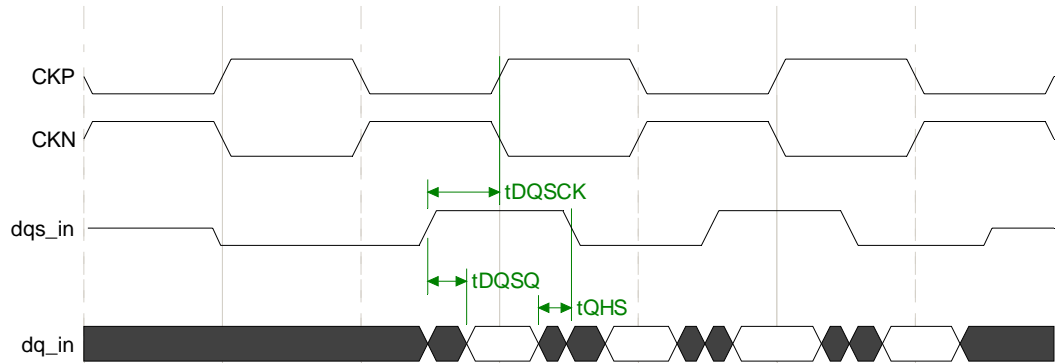 CKP
CKN
tDQSCK
dqs_in
tDQSQ
tQHS
dq_in